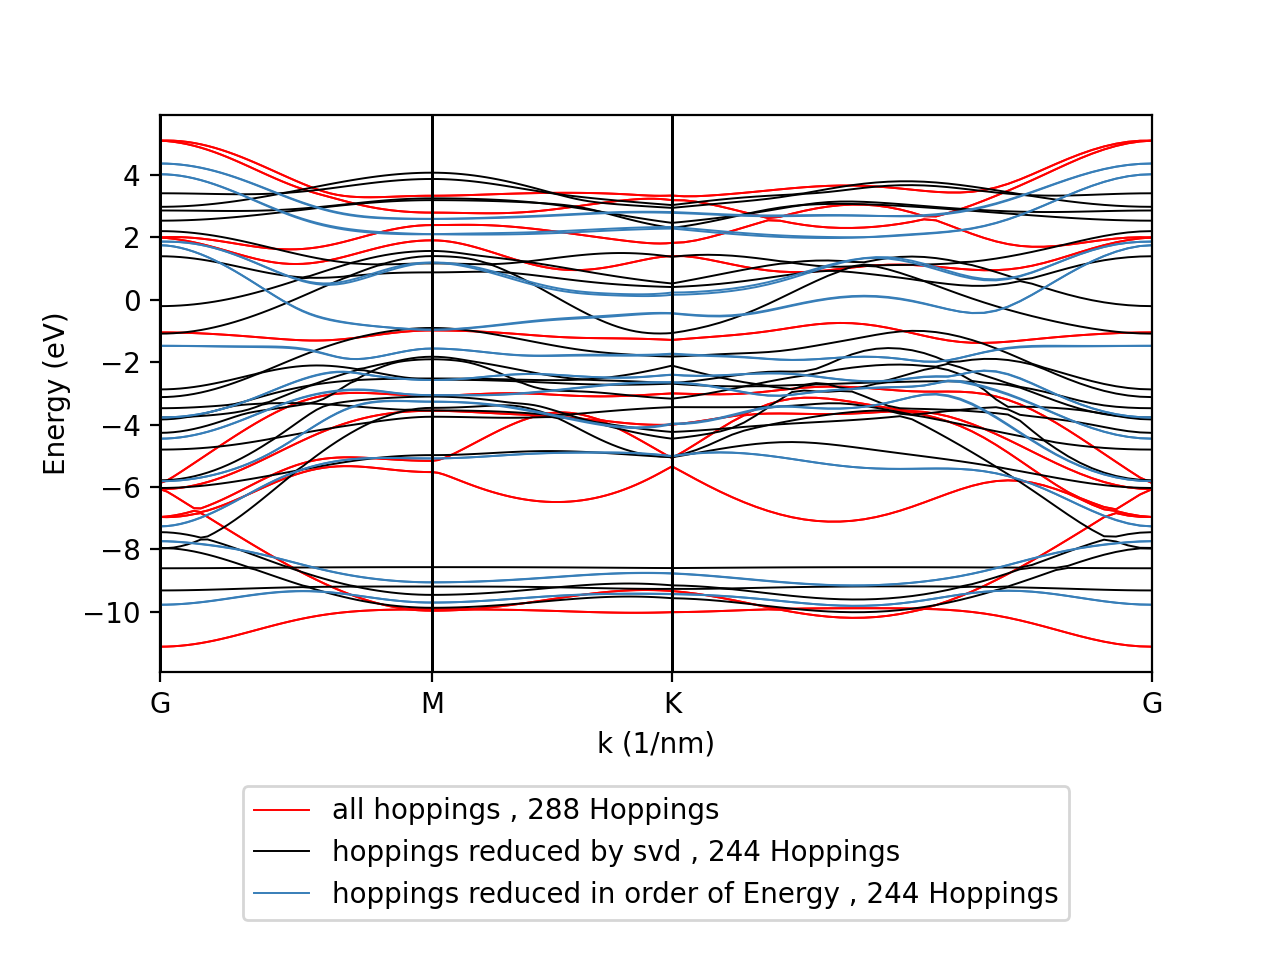 4
2
0
−2
−4
−6
−8
−10
Energy (eV)
G M K G
k (1/nm)
all hoppings , 288 Hoppings
hoppings reduced by svd , 244 Hoppings
hoppings reduced in order of Energy , 244 Hoppings